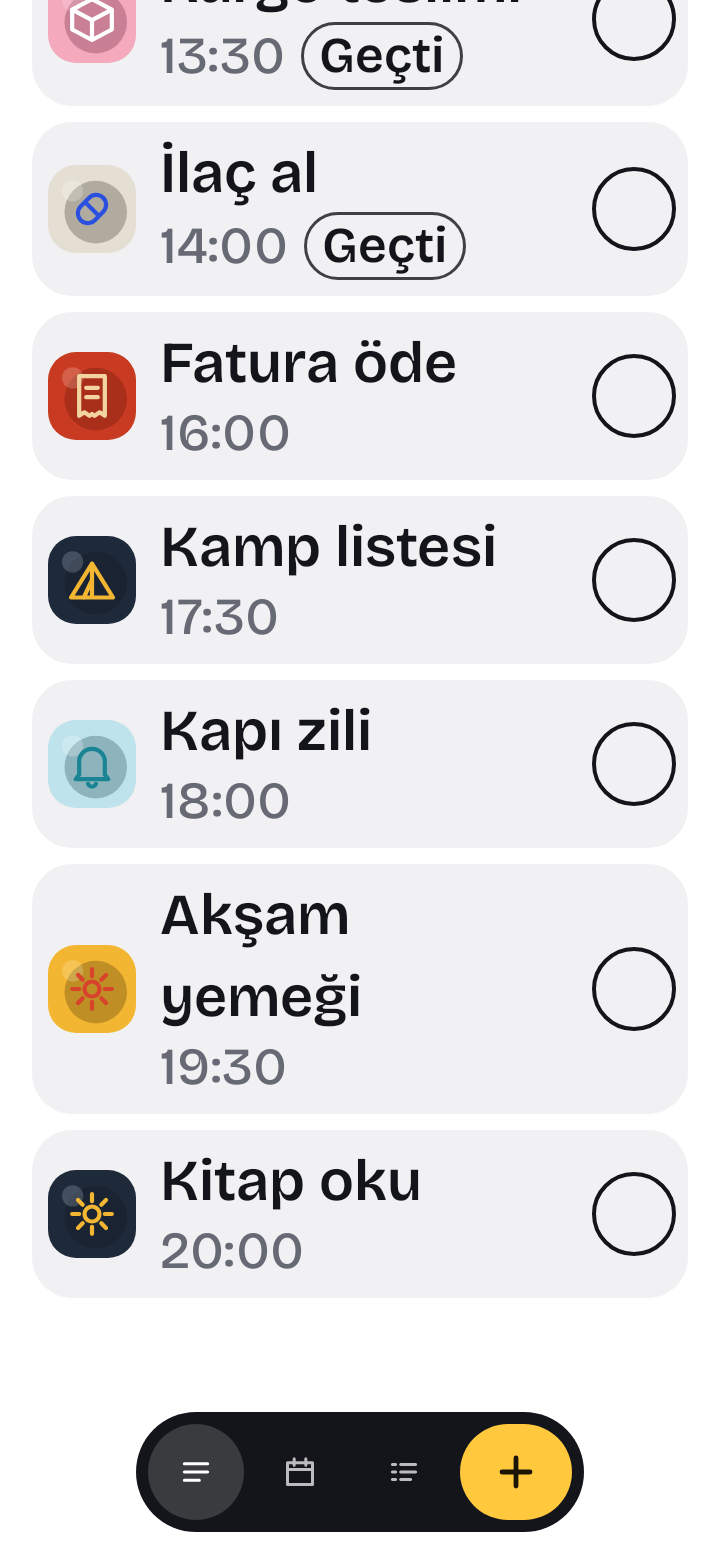 13:30 Geçti
İlaç al
14:00 Geçti
Fatura öde
16:00
Kamp listesi
17:30
Kapı zili
18:00
Akşam
yemeği
19:30
Kitap oku
20:00